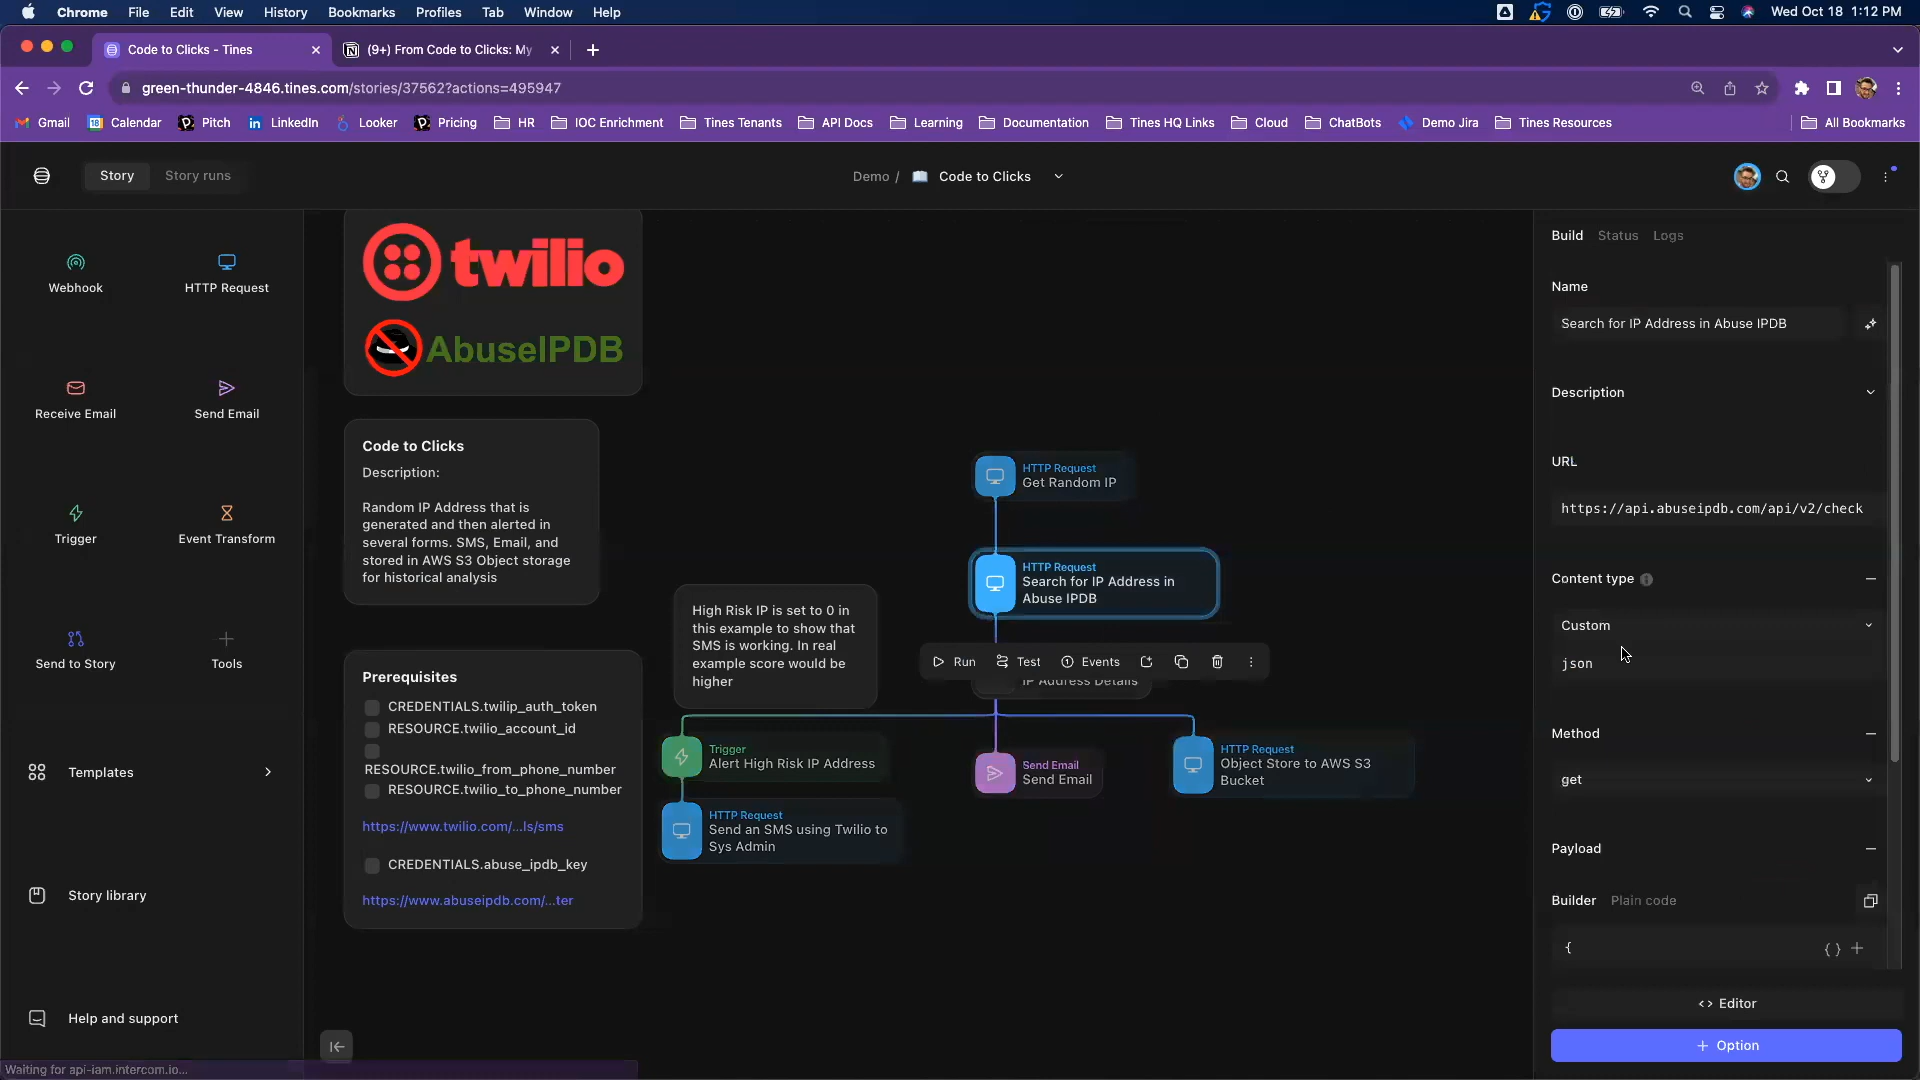 Chrome File Edit View History Bookmarks Profiles Tab Window Help Wed Oct 18 1:12 PM
Code to Clicks - Tines
(9+) From Code to Clicks: My
green-thunder-4846.tines.com/stories/37562?actions=495947
Gmail Calendar Pitch LinkedIn Looker Pricing HR IOC Enrichment Tines Tenants API Docs Learning Documentation Tines HQ Links Cloud ChatBots Demo Jira Tines Resources All Bookmarks
Story Story runs
Demo / Code to Clicks
Webhook
HTTP Request
Receive Email
Send Email
Trigger
Event Transform
Send to Story
Tools
Templates
Story library
Help and support
Waiting for api-iam.intercom.io...
twilio
AbuseIPDB
Code to Clicks
Description:
Random IP Address that is
generated and then alerted in
several forms. SMS, Email, and
stored in AWS S3 Object storage
for historical analysis
Prerequisites
CREDENTIALS.twilip_auth_token
RESOURCE.twilio_account_id
RESOURCE.twilio_from_phone_number
RESOURCE.twilio_to_phone_number
https://www.twilio.com/...ls/sms
CREDENTIALS.abuse_ipdb_key
https://www.abuseipdb.com/...ter
High Risk IP is set to 0 in
this example to show that
SMS is working. In real
example score would be
higher
HTTP Request
Get Random IP
HTTP Request
Search for IP Address in
Abuse IPDB
Run Test Events
IP Address Details
Trigger
Alert High Risk IP Address
HTTP Request
Send an SMS using Twilio to
Sys Admin
Send Email
Send Email
HTTP Request
Object Store to AWS S3
Bucket
Build Status Logs
Name
Search for IP Address in Abuse IPDB
Description
URL
https://api.abuseipdb.com/api/v2/check
Content type
Custom
json
Method
get
Payload
Builder Plain code
{ {} +
<> Editor
+ Option